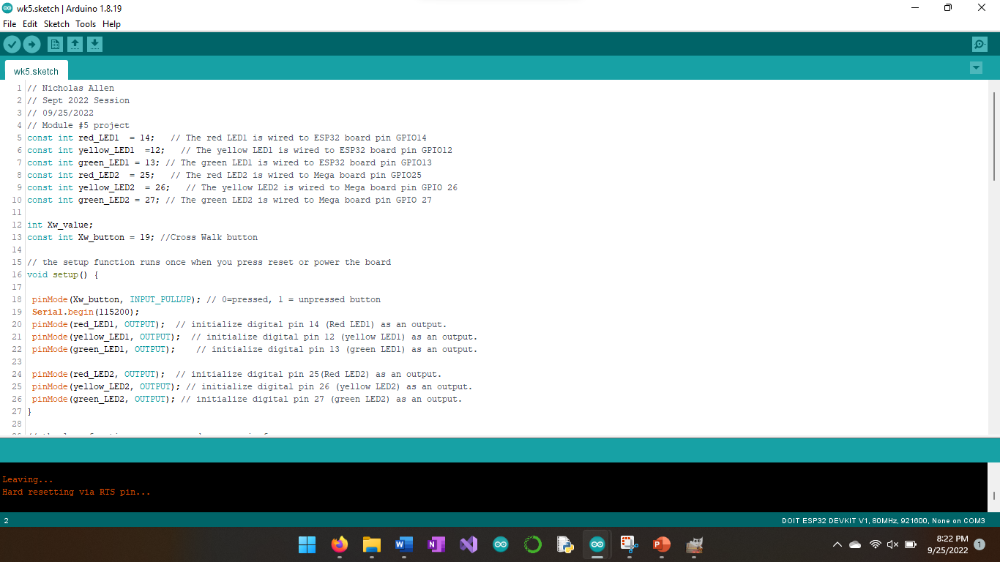 wk5.sketch | Arduino 1.8.19
File Edit Sketch Tools Help
wk5.sketch
1 // Nicholas Allen
2 // Sept 2022 Session
3 // 09/25/2022
4 // Module #5 project
5 const int red_LED1  = 14;   // The red LED1 is wired to ESP32 board pin GPIO14
6 const int yellow_LED1  =12;   // The yellow LED1 is wired to ESP32 board pin GPIO12
7 const int green_LED1 = 13; // The green LED1 is wired to ESP32 board pin GPIO13
8 const int red_LED2  = 25;   // The red LED2 is wired to Mega board pin GPIO25
9 const int yellow_LED2  = 26;   // The yellow LED2 is wired to Mega board pin GPIO 26
10 const int green_LED2 = 27; // The green LED2 is wired to Mega board pin GPIO 27
11
12 int Xw_value;
13 const int Xw_button = 19; //Cross Walk button
14
15 // the setup function runs once when you press reset or power the board
16 void setup() {
17
18  pinMode(Xw_button, INPUT_PULLUP); // 0=pressed, 1 = unpressed button
19  Serial.begin(115200);
20  pinMode(red_LED1, OUTPUT);  // initialize digital pin 14 (Red LED1) as an output.
21  pinMode(yellow_LED1, OUTPUT);  // initialize digital pin 12 (yellow LED1) as an output.
22  pinMode(green_LED1, OUTPUT);    // initialize digital pin 13 (green LED1) as an output.
23
24  pinMode(red_LED2, OUTPUT);  // initialize digital pin 25(Red LED2) as an output.
25  pinMode(yellow_LED2, OUTPUT); // initialize digital pin 26 (yellow LED2) as an output.
26  pinMode(green_LED2, OUTPUT); // initialize digital pin 27 (green LED2) as an output.
27 }
28
Leaving...
Hard resetting via RTS pin...
2 DOIT ESP32 DEVKIT V1, 80MHz, 921600, None on COM3
8:22 PM
9/25/2022 1